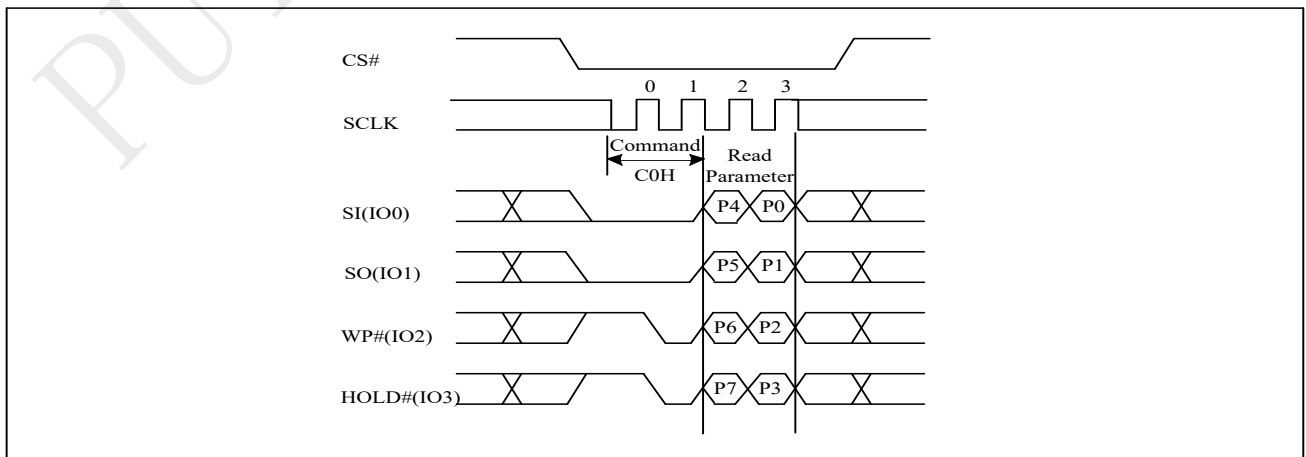 PU
CS#
0 1 2 3
SCLK
Command
C0H
Read
Parameter
SI(IO0) P4 P0
SO(IO1) P5 P1
WP#(IO2) P6 P2
HOLD#(IO3) P7 P3